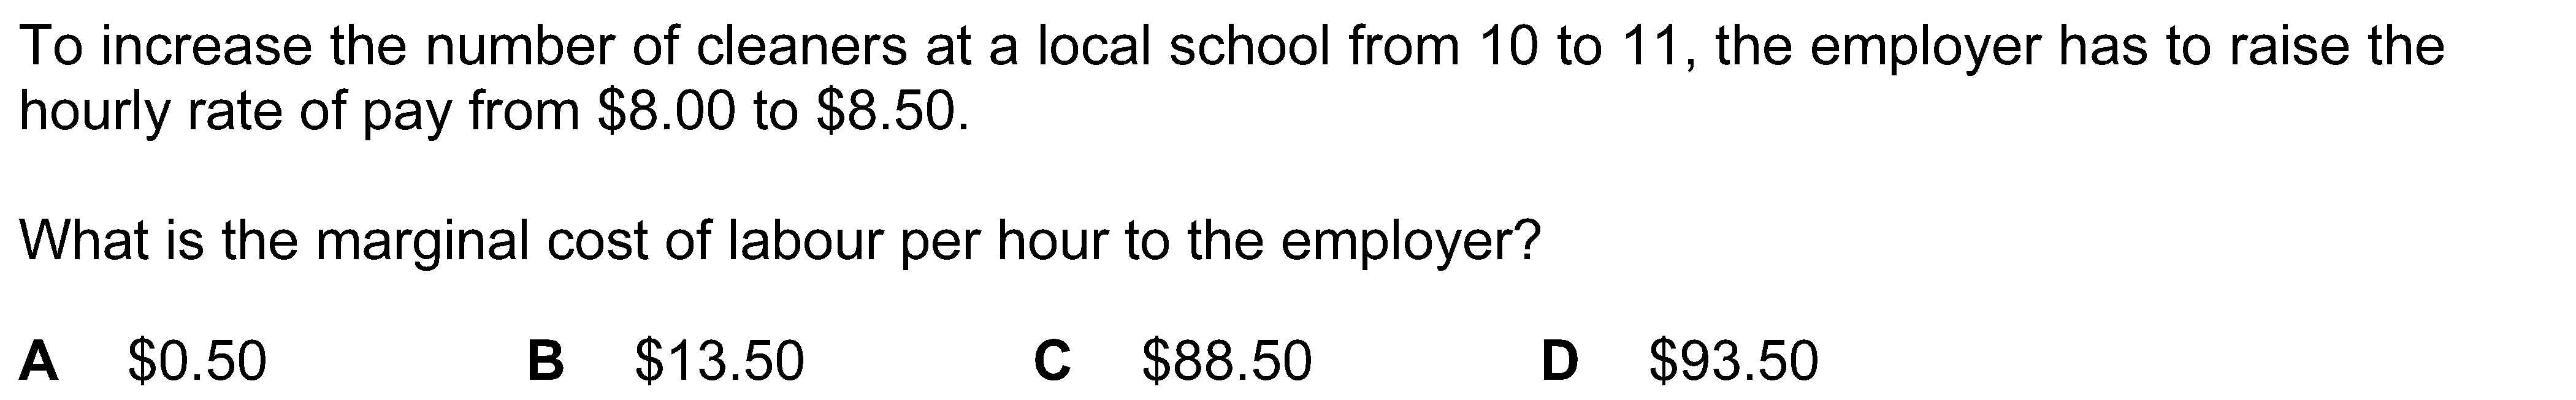 To increase the number of cleaners at a local school from 10 to 11, the employer has to raise the
hourly rate of pay from $8.00 to $8.50.
What is the marginal cost of labour per hour to the employer?
A $0.50 B $13.50 C $88.50 D $93.50